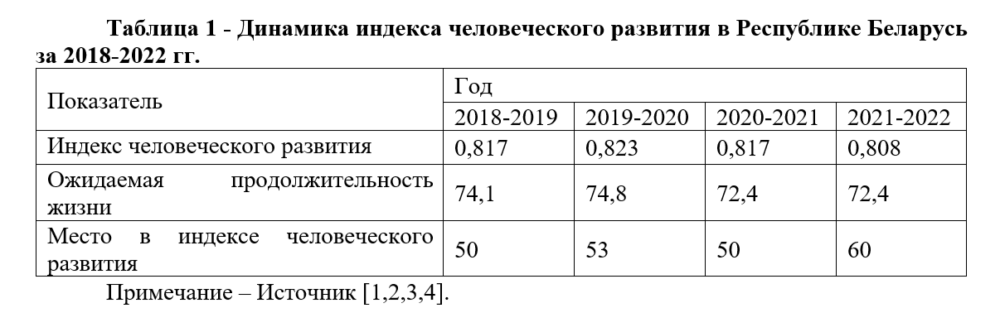 Таблица 1 - Динамика индекса человеческого развития в Республике Беларусь
за 2018-2022 гг.
Показатель
Год
2018-2019 2019-2020 2020-2021 2021-2022
Индекс человеческого развития 0,817 0,823 0,817 0,808
Ожидаемая продолжительность
жизни
74,1 74,8 72,4 72,4
Место в индексе человеческого
развития
50 53 50 60
Примечание – Источник [1,2,3,4].